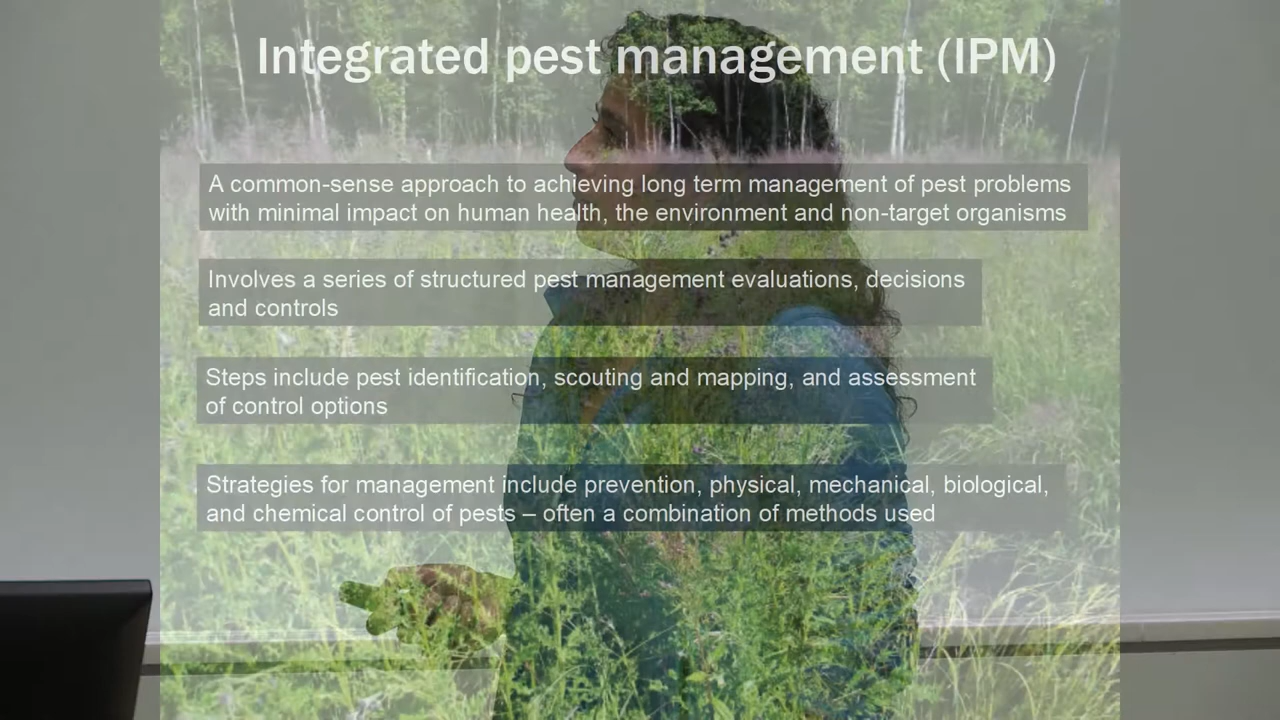 Integrated pest management (IPM)
A common-sense approach to achieving long term management of pest problems
with minimal impact on human health, the environment and non-target organisms
Involves a series of structured pest management evaluations, decisions
and controls
Steps include pest identification, scouting and mapping, and assessment
of control options
Strategies for management include prevention, physical, mechanical, biological,
and chemical control of pests – often a combination of methods used